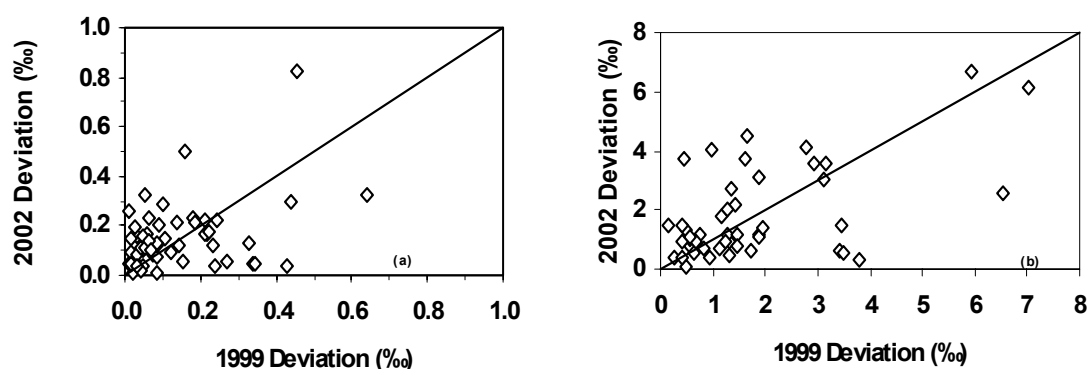 2002 Deviation (‰)
1.0
0.8
0.6
0.4
0.2
0.0
(a)
0.0 0.2 0.4 0.6 0.8 1.0
1999 Deviation (‰)
2002 Deviation (‰)
8
6
4
2
0
(b)
0 1 2 3 4 5 6 7 8
1999 Deviation (‰)